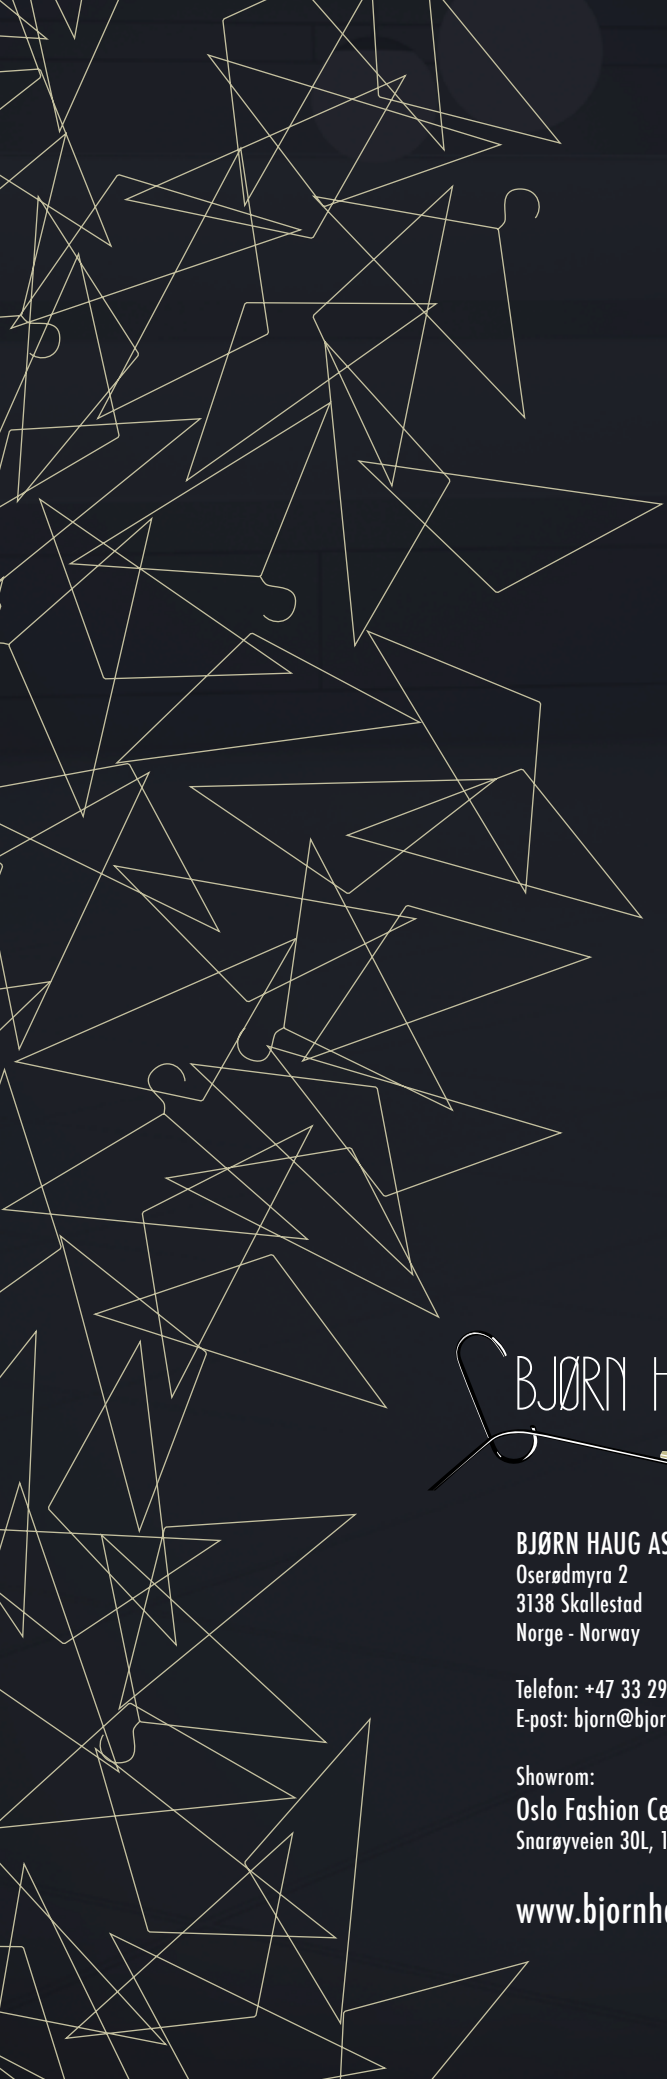 BJØRN H
BJØRN HAUG AS
Oserødmyra 2
3138 Skallestad
Norge - Norway
Telefon: +47 33 29
E-post: bjorn@bjor
Showrom:
Oslo Fashion Ce
Snarøyveien 30L, 1
www.bjornha